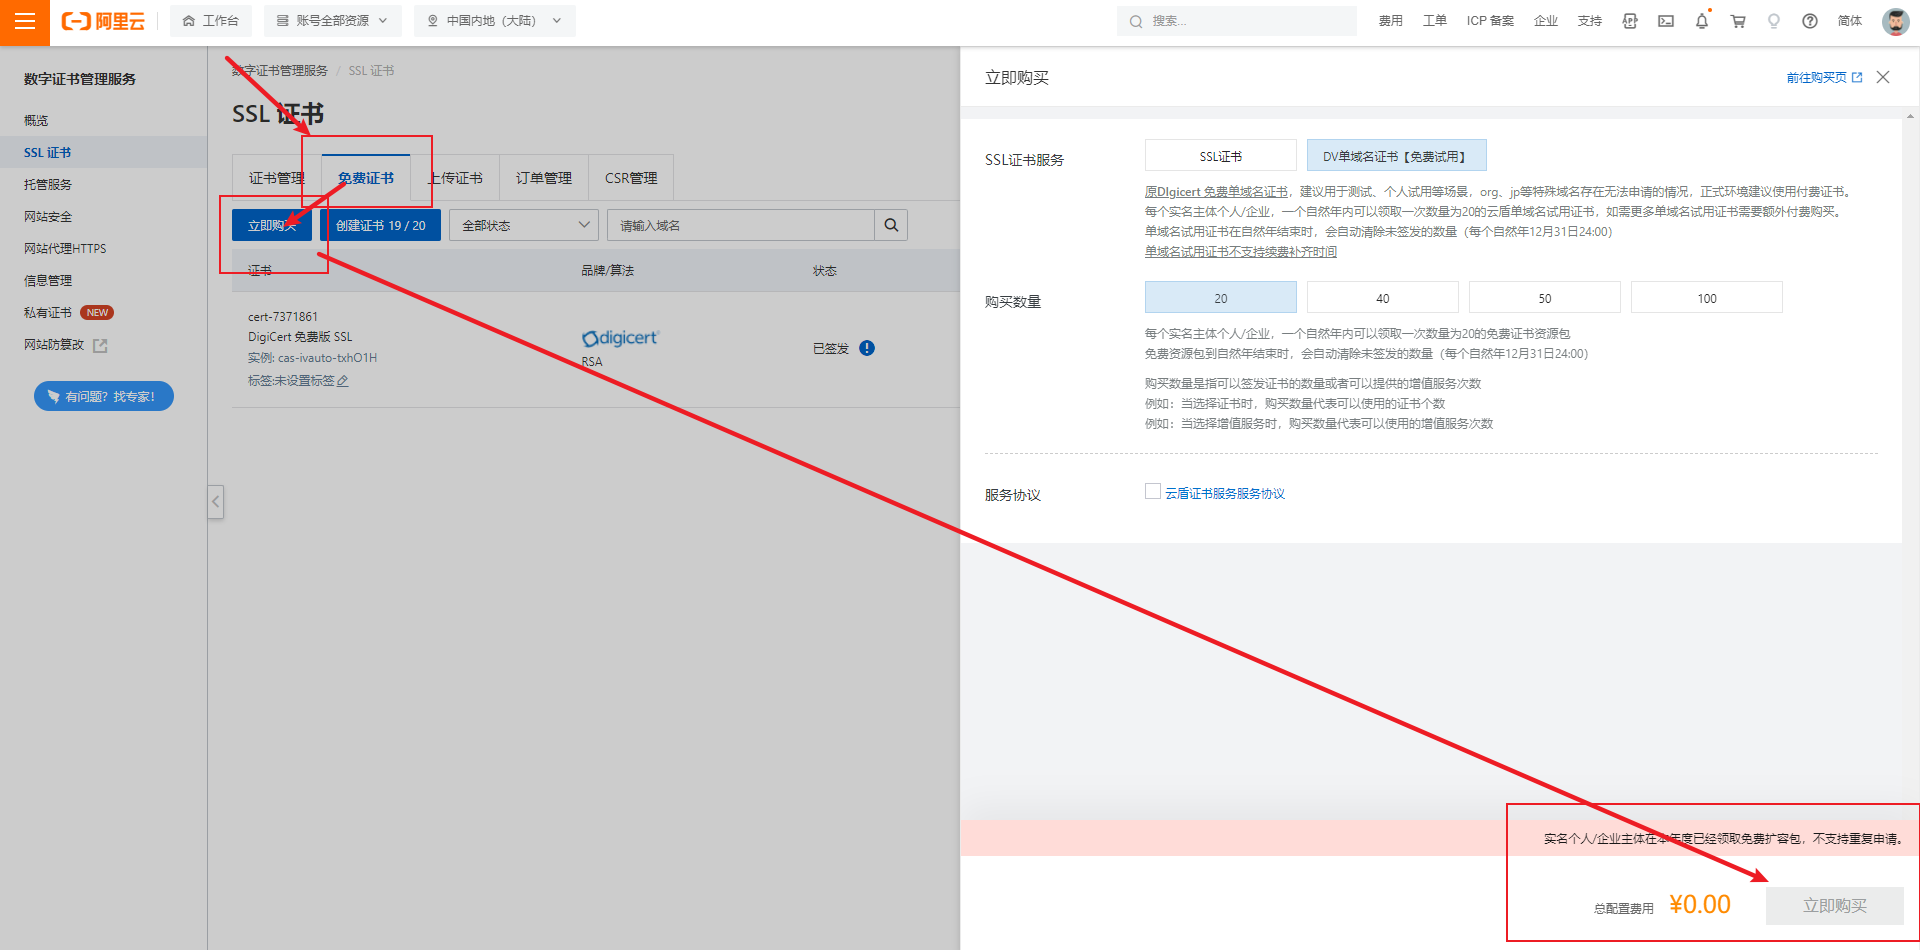 阿里云
工作台
账号全部资源
中国内地（大陆）
搜索...
费用
工单
ICP 备案
企业
支持
简体
数字证书管理服务
概览
SSL 证书
托管服务
网站安全
网站代理HTTPS
信息管理
私有证书 NEW
网站防篡改
有问题？找专家!
数字证书管理服务 / SSL 证书
SSL 证书
证书管理
免费证书
上传证书
订单管理
CSR管理
立即购买
创建证书 19 / 20
全部状态
请输入域名
证书
品牌/算法
状态
cert-7371861
DigiCert 免费版 SSL
实例: cas-ivauto-txhO1H
标签:未设置标签
digicert
RSA
已签发
立即购买
前往购买页
SSL证书服务
SSL证书
DV单域名证书【免费试用】
原DIgicert 免费单域名证书，建议用于测试、个人试用等场景，org、jp等特殊域名存在无法申请的情况，正式环境建议使用付费证书。
每个实名主体个人/企业，一个自然年内可以领取一次数量为20的云盾单域名试用证书，如需更多单域名试用证书需要额外付费购买。
单域名试用证书在自然年结束时，会自动清除未签发的数量（每个自然年12月31日24:00）
单域名试用证书不支持续费补齐时间
购买数量
20
40
50
100
每个实名主体个人/企业，一个自然年内可以领取一次数量为20的免费证书资源包
免费资源包到自然年结束时，会自动清除未签发的数量（每个自然年12月31日24:00）
购买数量是指可以签发证书的数量或者可以提供的增值服务次数
例如：当选择证书时，购买数量代表可以使用的证书个数
例如：当选择增值服务时，购买数量代表可以使用的增值服务次数
服务协议
云盾证书服务服务协议
实名个人/企业主体在本年度已经领取免费扩容包，不支持重复申请。
总配置费用 ¥0.00
立即购买